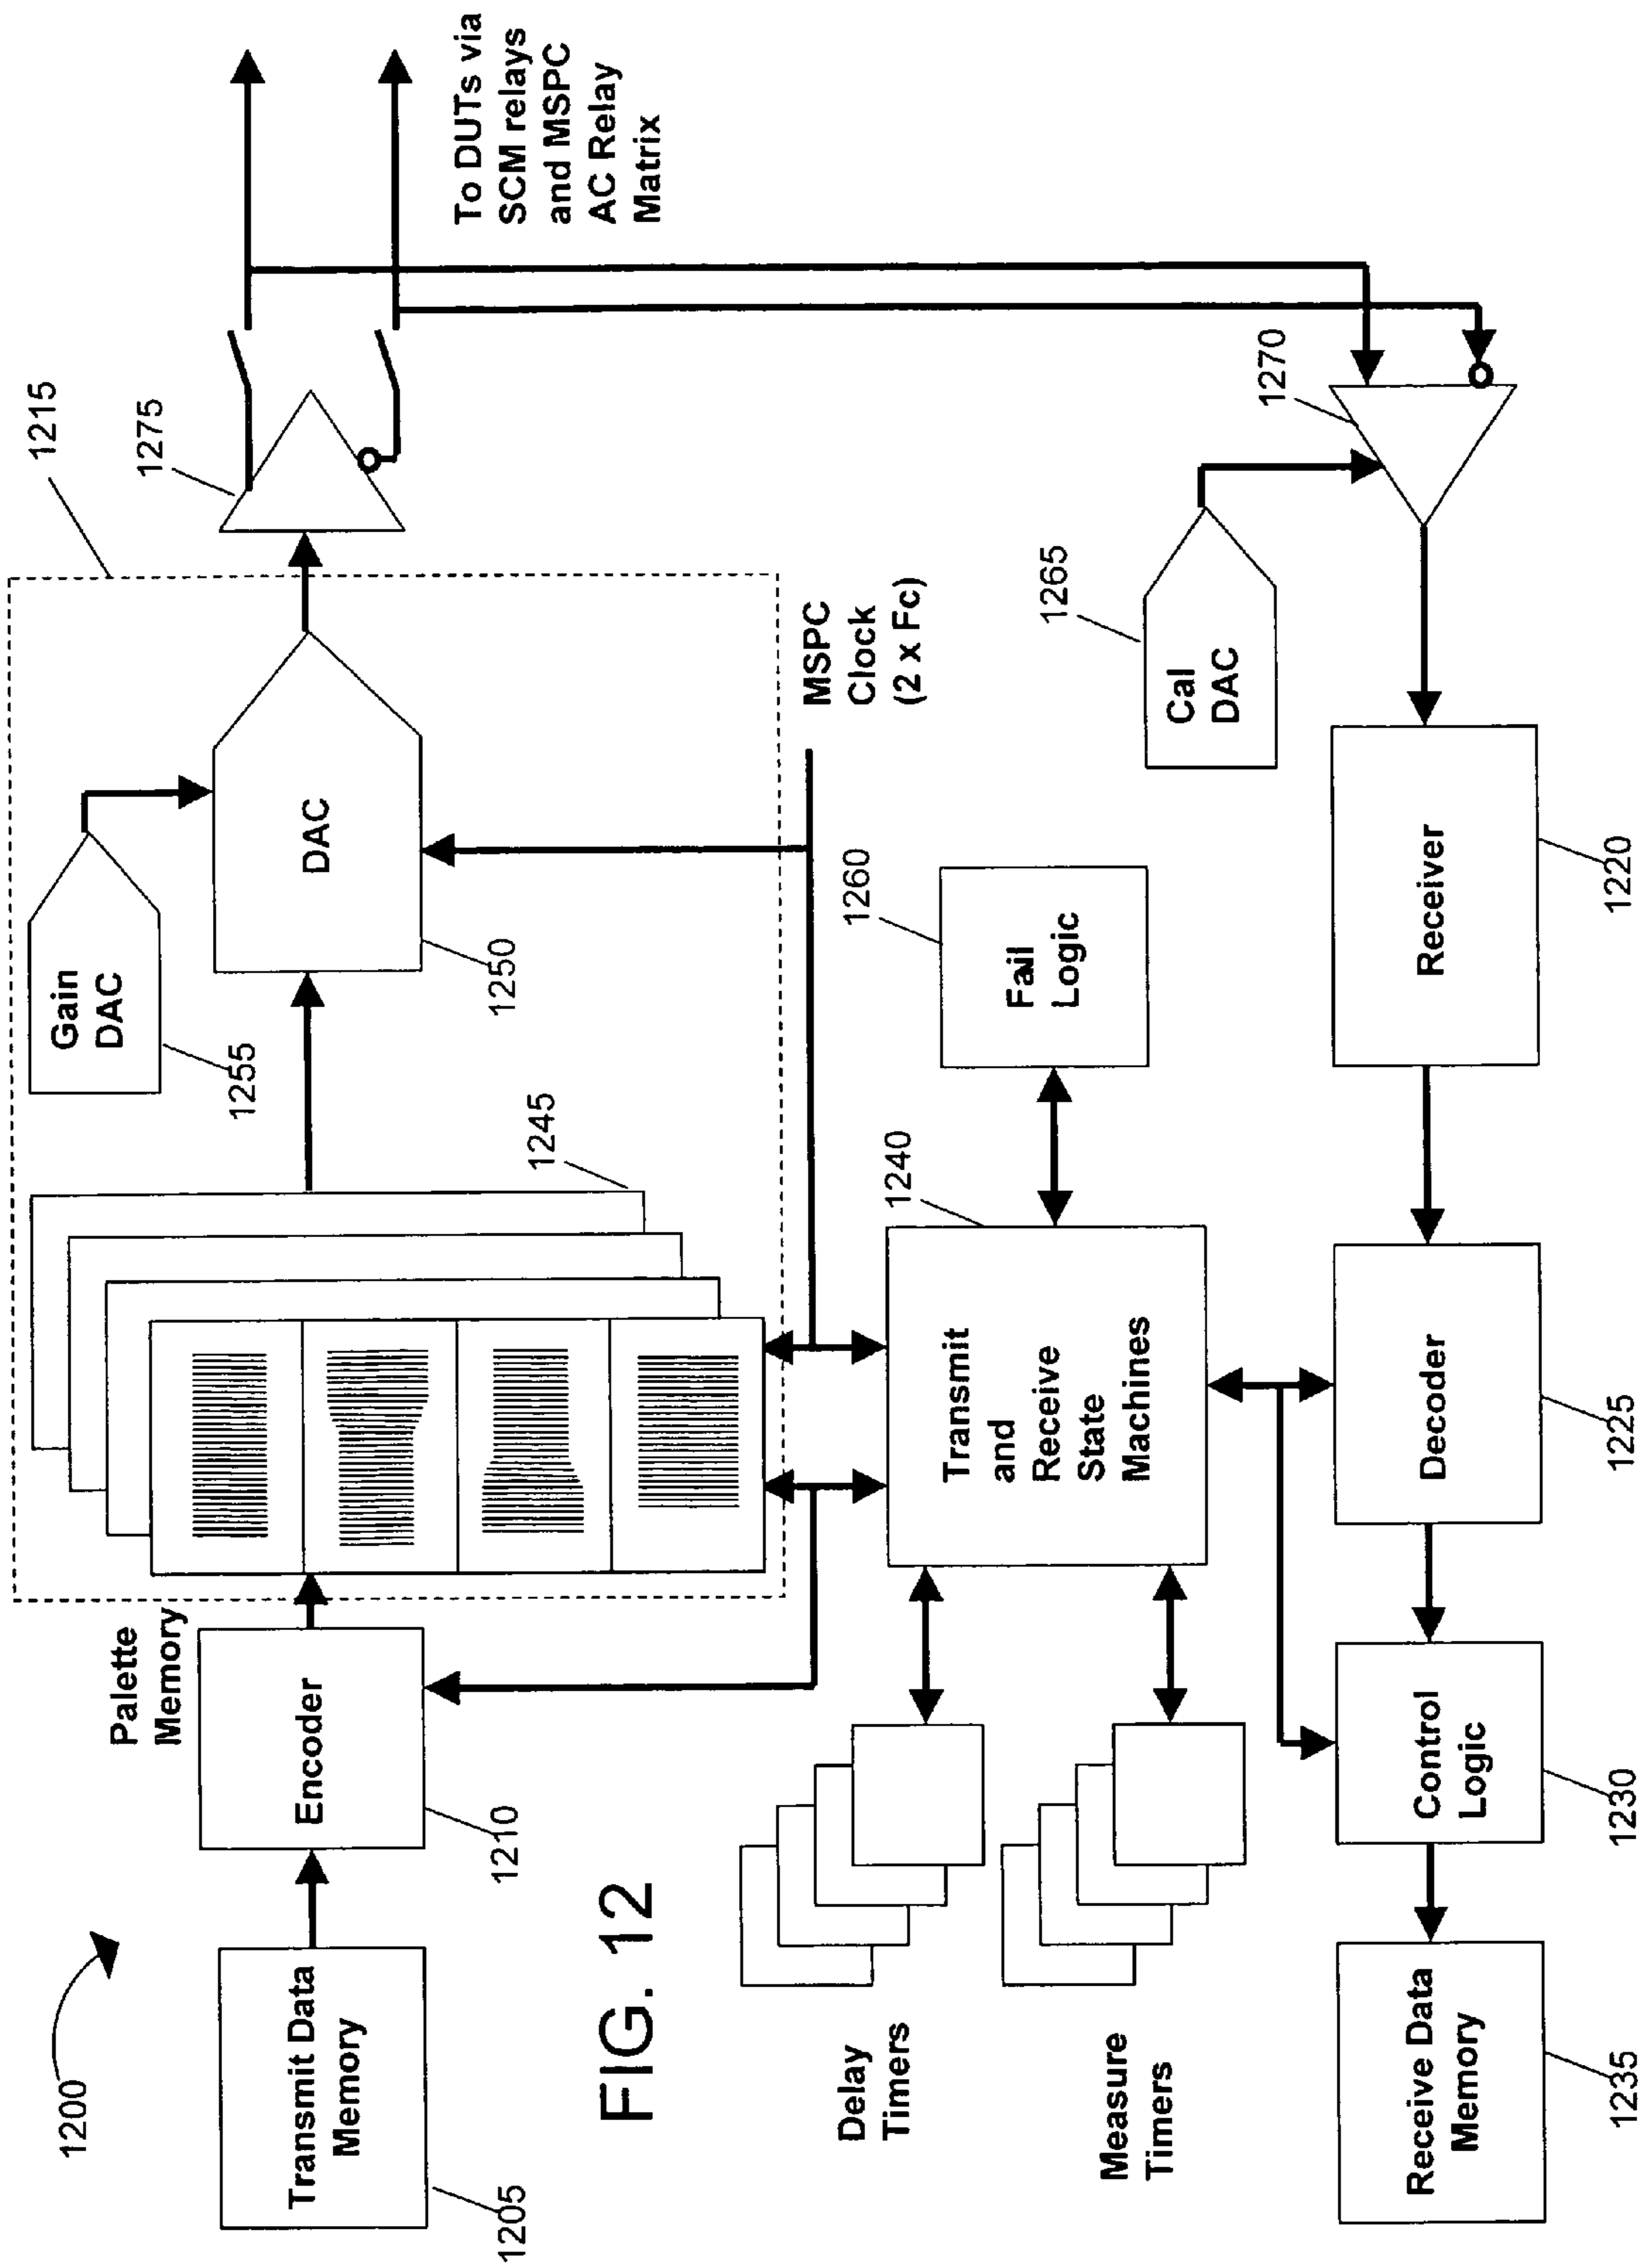 1200
Transmit Data
Memory
1205
Encoder
1210
Palette
Memory
1245
Gain
DAC
1255
DAC
1250
1215
1275
To DUTs via
SCM relays
and MSPC
AC Relay
Matrix
MSPC
Clock
(2 x Fc)
FIG. 12
Delay
Timers
Measure
Timers
Transmit
and
Receive
State
Machines
1240
Fail
Logic
1260
Cal
DAC
1265
1270
Receiver
1220
Decoder
1225
Control
Logic
1230
Receive Data
Memory
1235